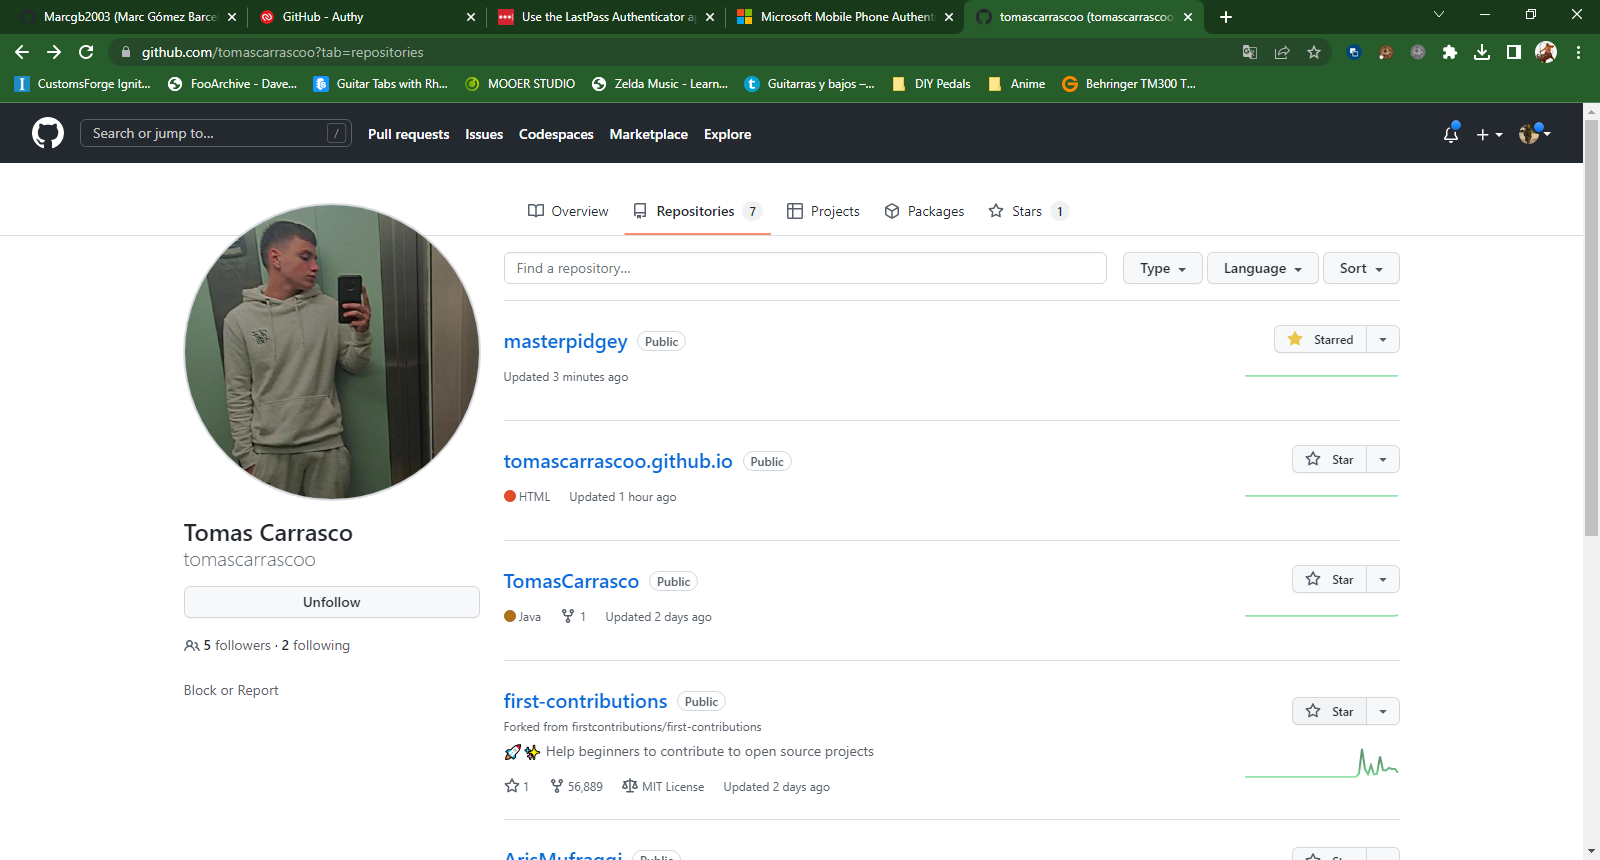 Marcgb2003 (Marc Gómez Barcel
GitHub - Authy
Use the LastPass Authenticator ap
Microsoft Mobile Phone Authenti
tomascarrascoo (tomascarrascoo
github.com/tomascarrascoo?tab=repositories
CustomsForge Ignit...
FooArchive - Dave...
Guitar Tabs with Rh...
MOOER STUDIO
Zelda Music - Learn...
Guitarras y bajos –...
DIY Pedals
Anime
Behringer TM300 T...
Search or jump to...
/
Pull requests
Issues
Codespaces
Marketplace
Explore
Overview
Repositories 7
Projects
Packages
Stars 1
Find a repository...
Type
Language
Sort
masterpidgey Public
Starred
Updated 3 minutes ago
tomascarrascoo.github.io Public
Star
HTML Updated 1 hour ago
Tomas Carrasco
tomascarrascoo
Unfollow
5 followers · 2 following
Block or Report
TomasCarrasco Public
Star
Java 1 Updated 2 days ago
first-contributions Public
Star
Forked from firstcontributions/first-contributions
🚀✨ Help beginners to contribute to open source projects
1 56,889 MIT License Updated 2 days ago
ArisMufraggi Public
Star